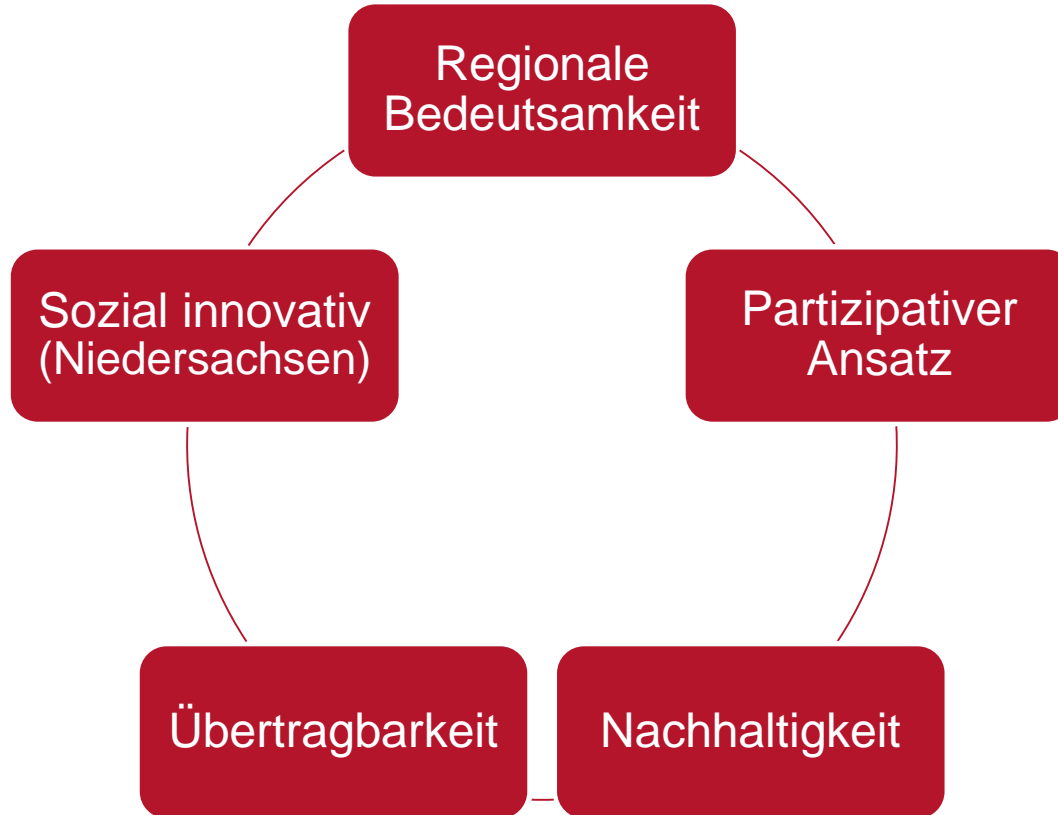 Regionale
Bedeutsamkeit
Partizipativer
Ansatz
Nachhaltigkeit
Übertragbarkeit
Sozial innovativ
(Niedersachsen)